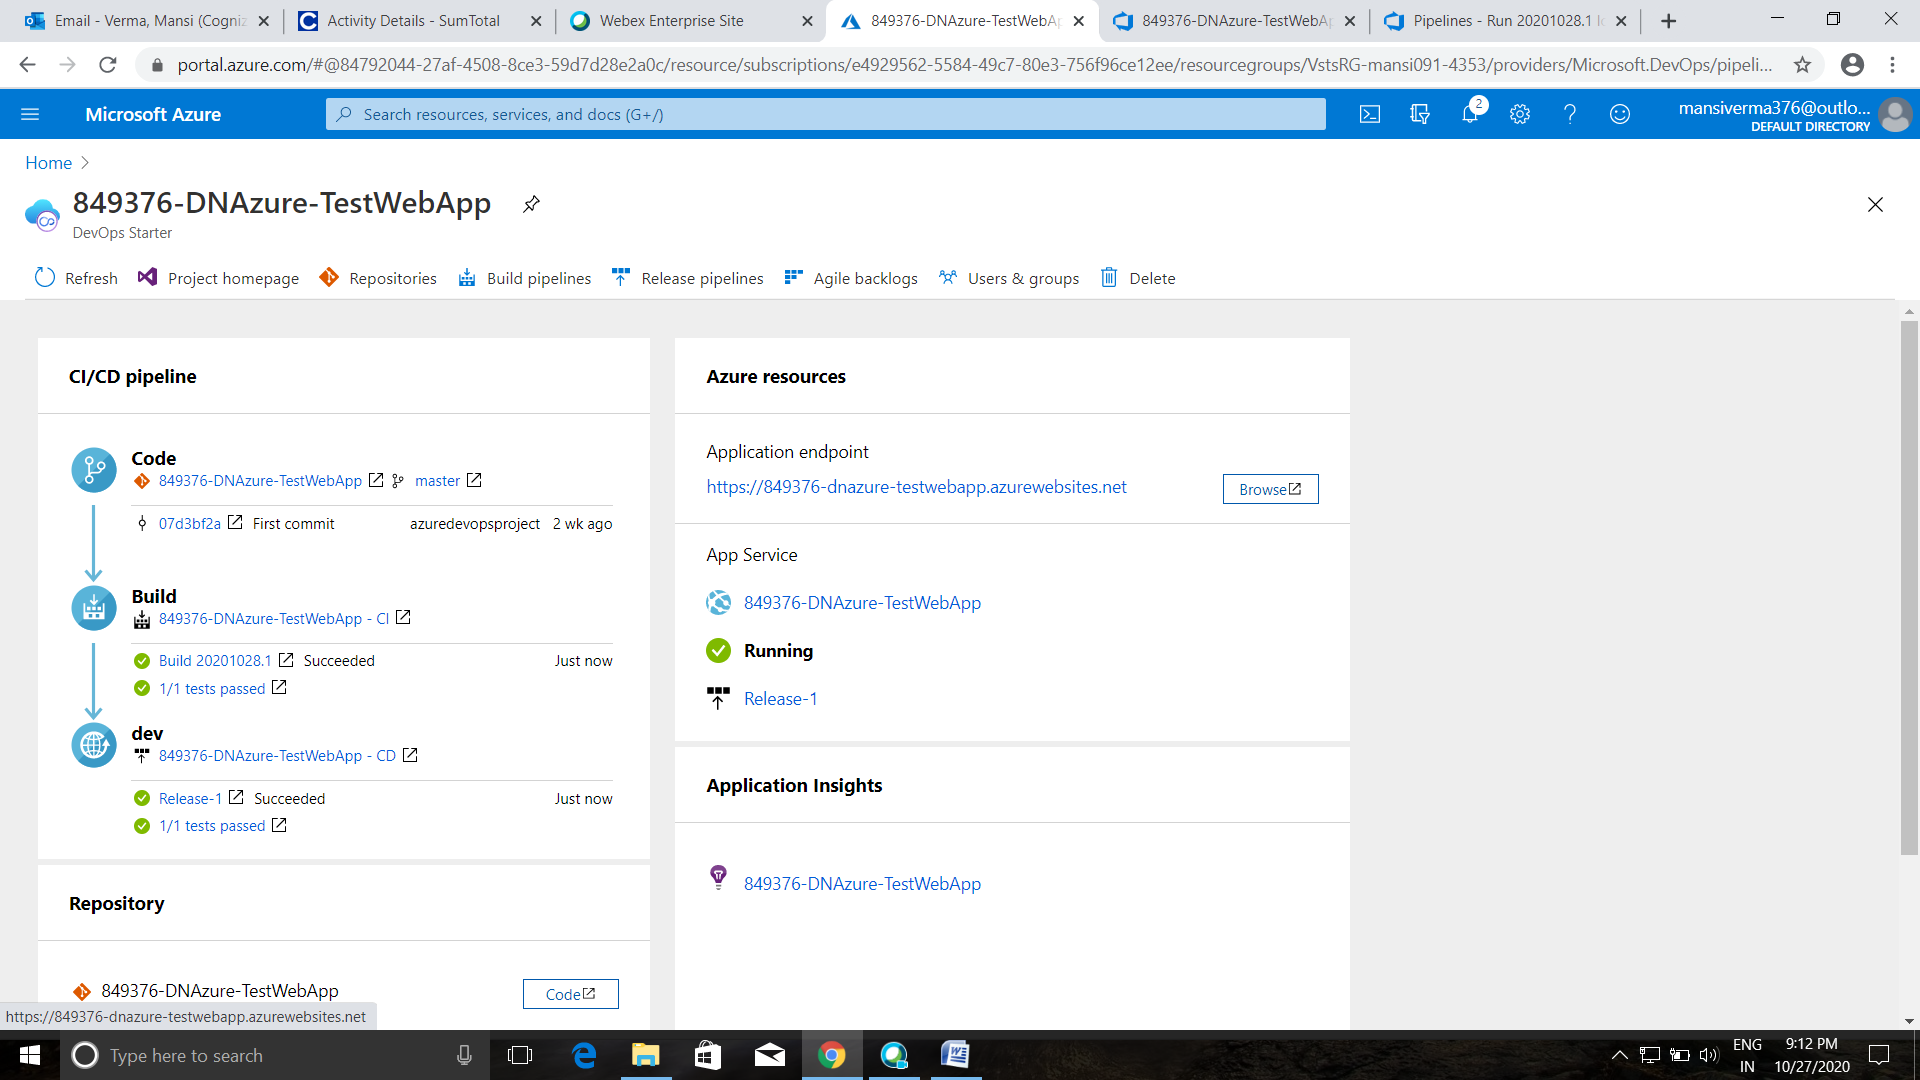 Email - Verma, Mansi (Cogniz
Activity Details - SumTotal
Webex Enterprise Site
849376-DNAzure-TestWebAp
849376-DNAzure-TestWebAp
Pipelines - Run 20201028.1 lo
portal.azure.com/#@84792044-27af-4508-8ce3-59d7d28e2a0c/resource/subscriptions/e4929562-5584-49c7-80e3-756f96ce12ee/resourcegroups/VstsRG-mansi091-4353/providers/Microsoft.DevOps/pipeli...
Microsoft Azure
Search resources, services, and docs (G+/)
2
mansiverma376@outlo...
DEFAULT DIRECTORY
Home
849376-DNAzure-TestWebApp
DevOps Starter
Refresh
Project homepage
Repositories
Build pipelines
Release pipelines
Agile backlogs
Users & groups
Delete
CI/CD pipeline
Code
849376-DNAzure-TestWebApp master
07d3bf2a First commit azuredevopsproject 2 wk ago
Build
849376-DNAzure-TestWebApp - CI
Build 20201028.1 Succeeded Just now
1/1 tests passed
dev
849376-DNAzure-TestWebApp - CD
Release-1 Succeeded Just now
1/1 tests passed
Repository
849376-DNAzure-TestWebApp
Code
Azure resources
Application endpoint
https://849376-dnazure-testwebapp.azurewebsites.net
Browse
App Service
849376-DNAzure-TestWebApp
Running
Release-1
Application Insights
849376-DNAzure-TestWebApp
https://849376-dnazure-testwebapp.azurewebsites.net
Type here to search
ENG
IN
9:12 PM
10/27/2020